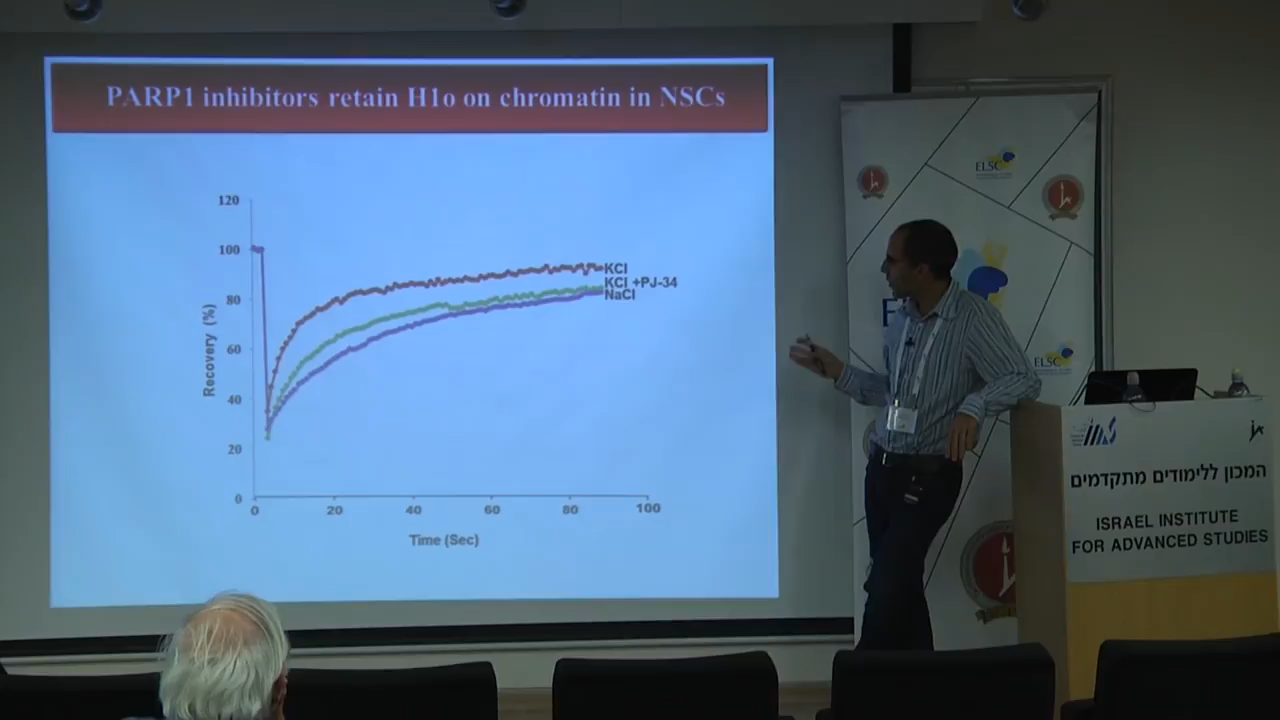 PARP1 inhibitors retain H1o on chromatin in NSCs
120
100
80
60
40
20
0
Recovery (%)
KCl
KCl +PJ-34
NaCl
0 20 40 60 80 100
Time (Sec)
ELSC
E
ELSC
המכון ללימודים מתקדמים
ISRAEL INSTITUTE
FOR ADVANCED STUDIES